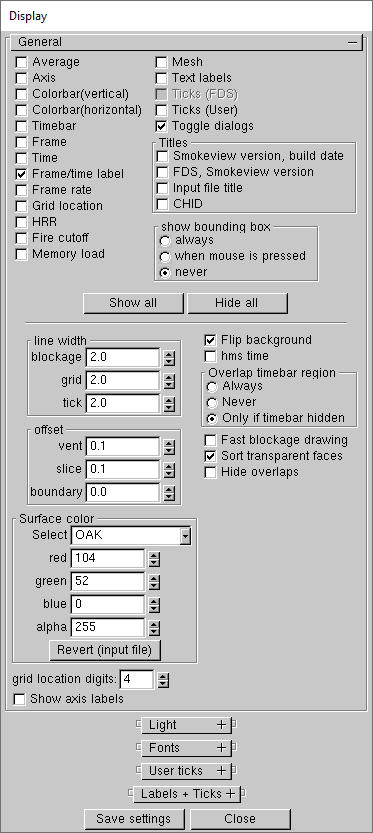 Display
General
Average
Axis
Colorbar(vertical)
Colorbar(horizontal)
Timebar
Frame
Time
Frame/time label
Frame rate
Grid location
HRR
Fire cutoff
Memory load
Mesh
Text labels
Ticks (FDS)
Ticks (User)
Toggle dialogs
Titles
Smokeview version, build date
FDS, Smokeview version
Input file title
CHID
show bounding box
always
when mouse is pressed
never
Show all
Hide all
line width
blockage 2.0
grid 2.0
tick 2.0
offset
vent 0.1
slice 0.1
boundary 0.0
Flip background
hms time
Overlap timebar region
Always
Never
Only if timebar hidden
Fast blockage drawing
Sort transparent faces
Hide overlaps
Surface color
Select OAK
red 104
green 52
blue 0
alpha 255
Revert (input file)
grid location digits: 4
Show axis labels
Light
Fonts
User ticks
Labels + Ticks
Save settings
Close